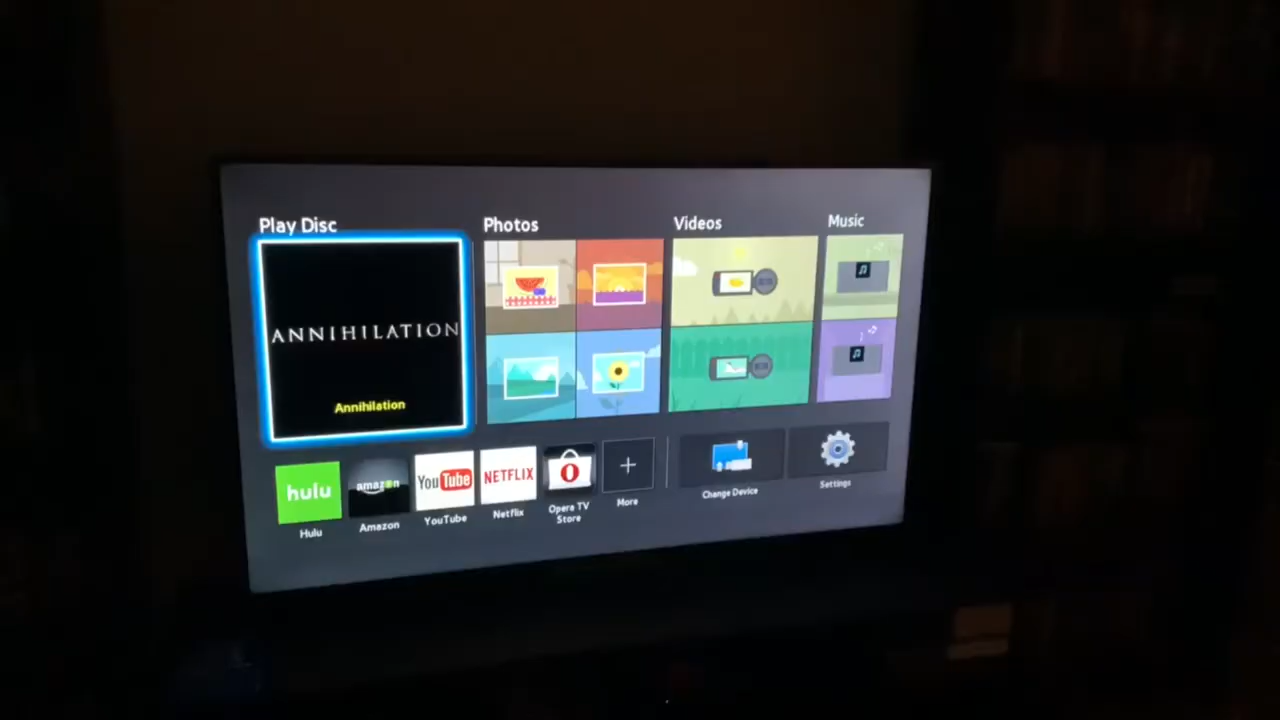 Play Disc
Photos
Videos
Music
ANNIHILATION
Annihilation
hulu
amazon
YouTube
NETFLIX
Hulu
Amazon
YouTube
Netflix
Opera TV
Store
More
Change Device
Settings